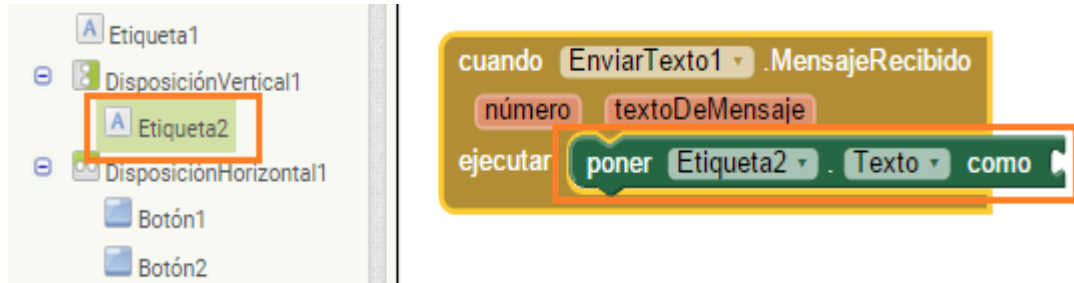 Etiqueta1
DisposiciónVertical1
Etiqueta2
DisposiciónHorizontal1
Botón1
Botón2
cuando EnviarTexto1 .MensajeRecibido
número textoDeMensaje
ejecutar poner Etiqueta2 . Texto como